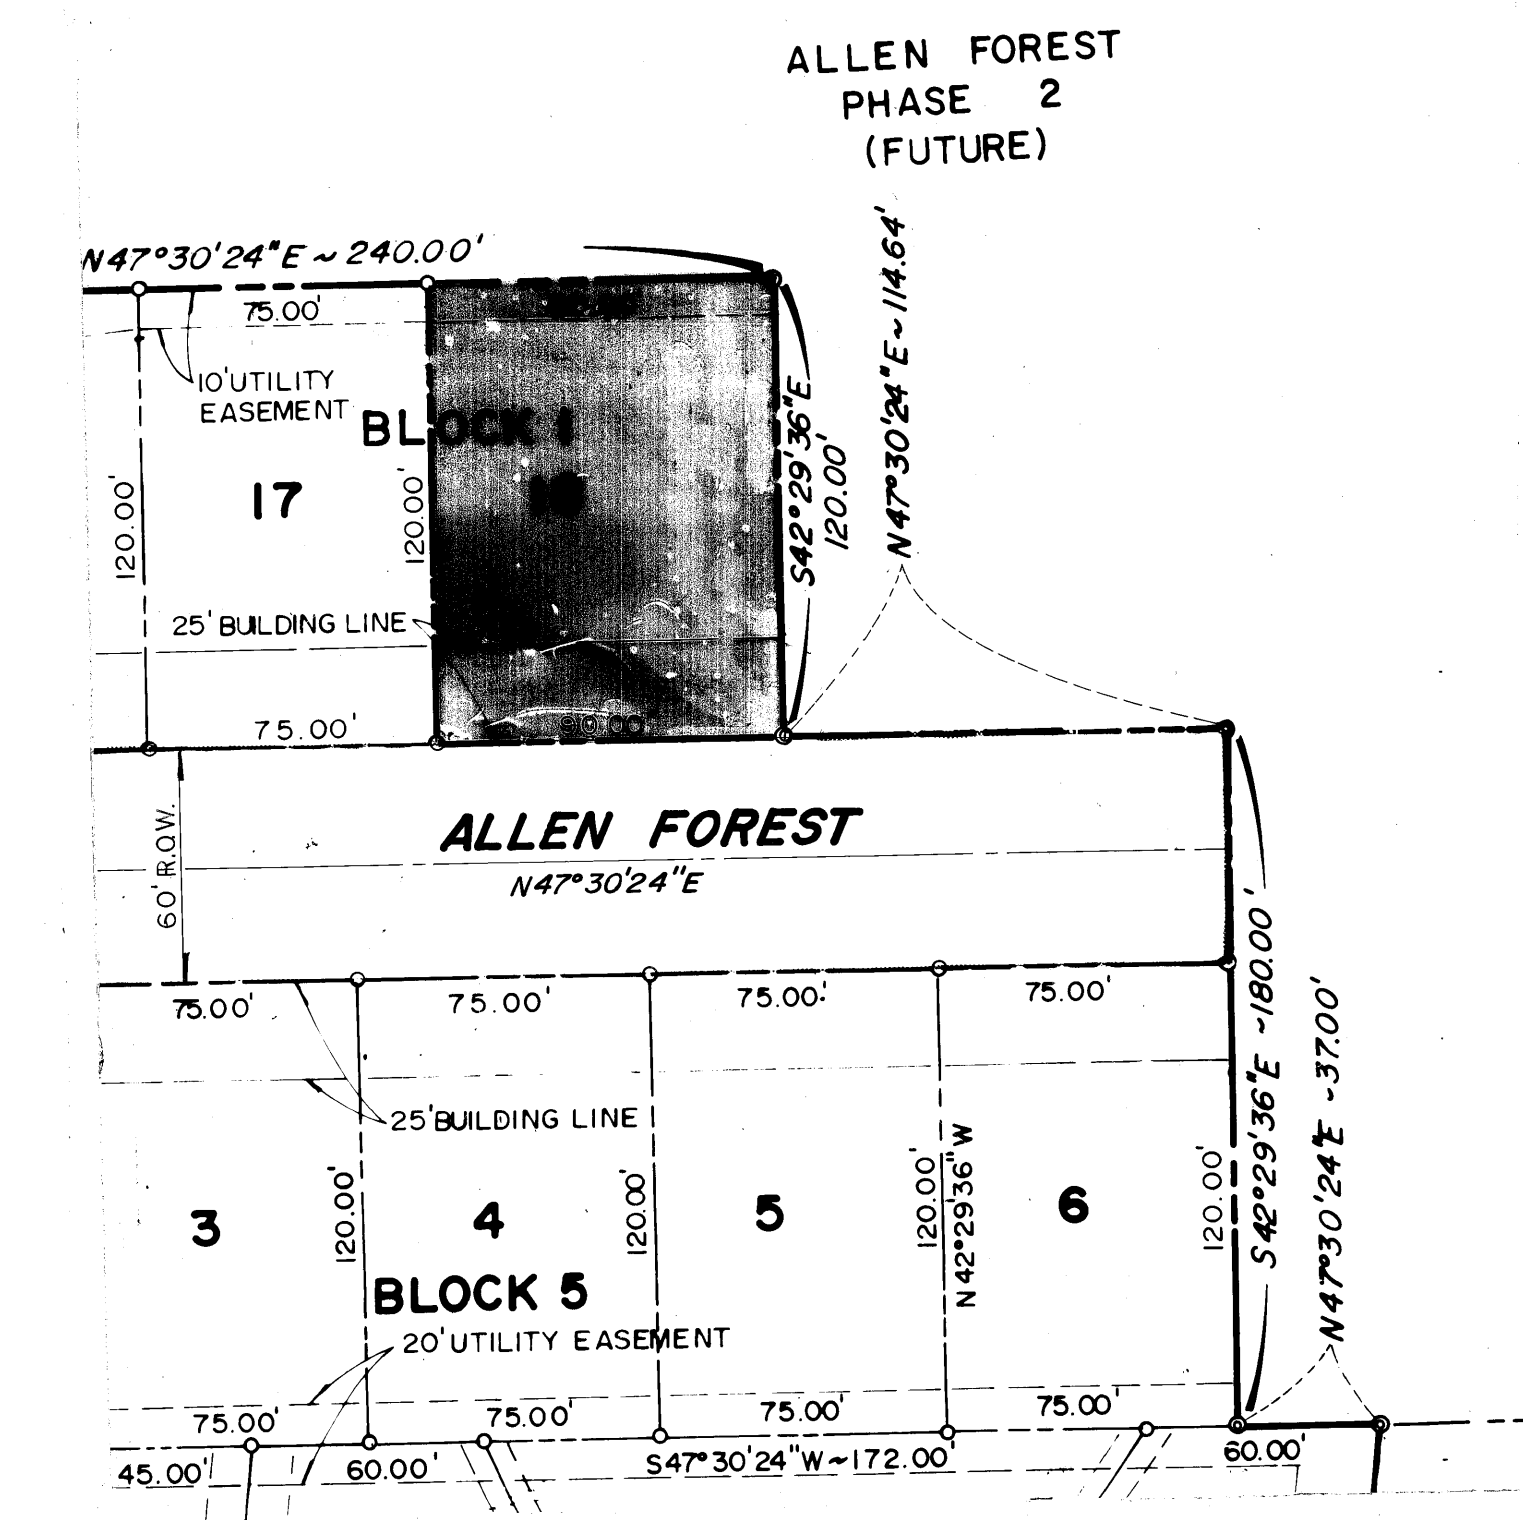 ALLEN FOREST
PHASE 2
(FUTURE)
N47°30'24"E ~ 240.00'
75.00'
10' UTILITY
EASEMENT
BLOCK 1
17
120.00'
120.00'
S42°29'36"E
120.00'
N47°30'24"E ~ 114.64'
25' BUILDING LINE
75.00'
90.00
60' R.O.W.
ALLEN FOREST
N47°30'24"E
75.00'
75.00'
75.00'
75.00'
25' BUILDING LINE
S42°29'36"E ~180.00'
N47°30'24"E ~37.00'
3
120.00'
4
120.00'
5
120.00'
N 42°29'36" W
6
120.00'
BLOCK 5
20' UTILITY EASEMENT
75.00'
75.00'
75.00'
75.00'
45.00'
60.00'
S47°30'24"W~172.00'
60.00'